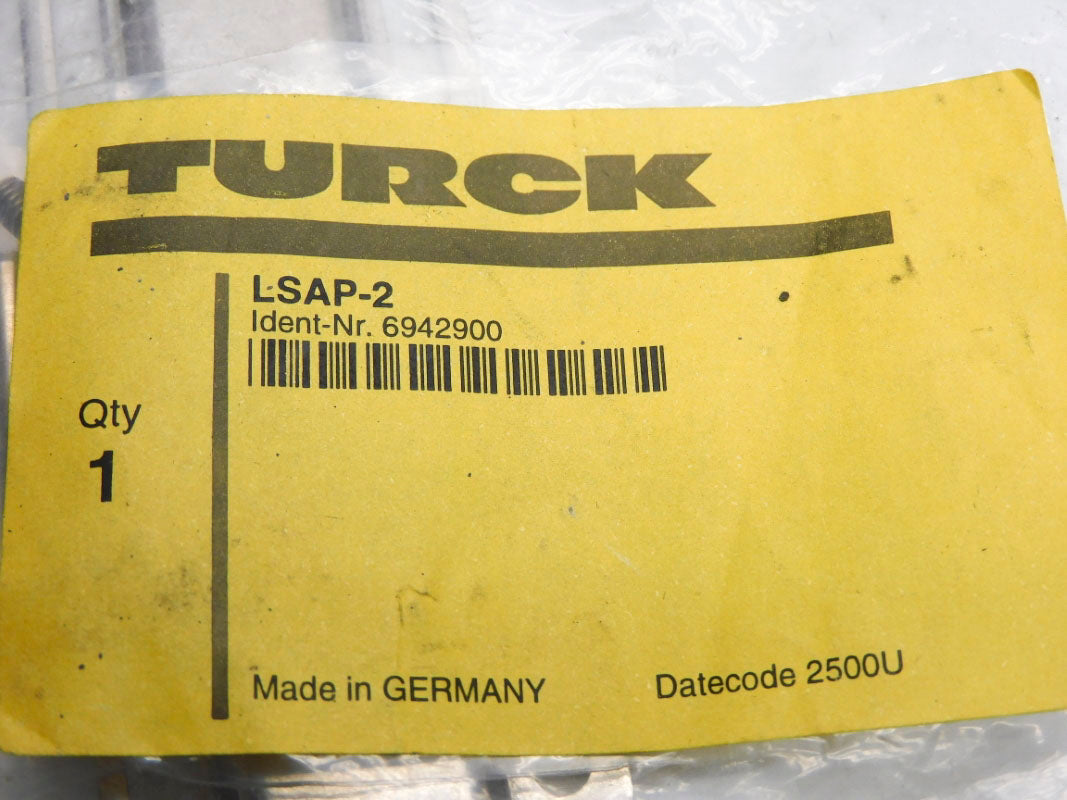 TURCK
LSAP-2
Ident-Nr. 6942900
Qty
1
Made in GERMANY
Datecode 2500U